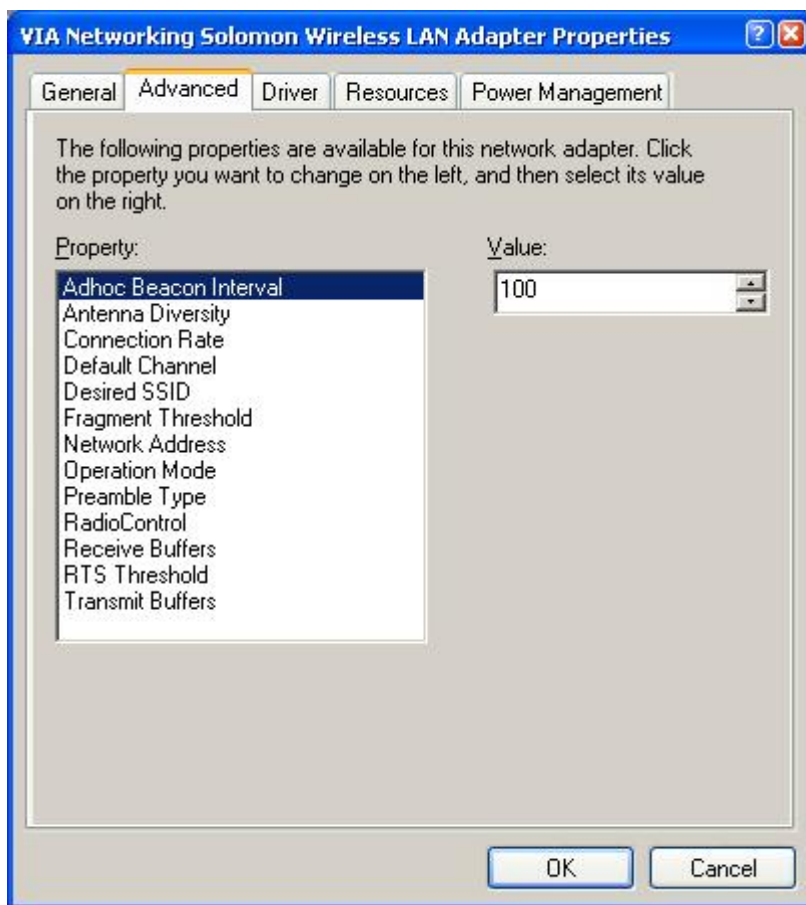 VIA Networking Solomon Wireless LAN Adapter Properties
General Advanced Driver Resources Power Management
The following properties are available for this network adapter. Click
the property you want to change on the left, and then select its value
on the right.
Property:
Value:
Adhoc Beacon Interval
100
Antenna Diversity
Connection Rate
Default Channel
Desired SSID
Fragment Threshold
Network Address
Operation Mode
Preamble Type
RadioControl
Receive Buffers
RTS Threshold
Transmit Buffers
OK
Cancel